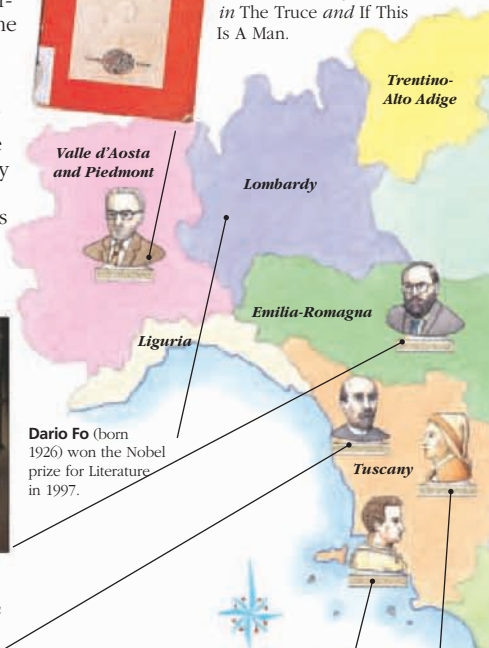 in The Truce and If This
Is A Man.
Trentino-
Alto Adige
Valle d'Aosta
and Piedmont
Lombardy
Emilia-Romagna
Liguria
Dario Fo (born
1926) won the Nobel
prize for Literature
in 1997.
Tuscany